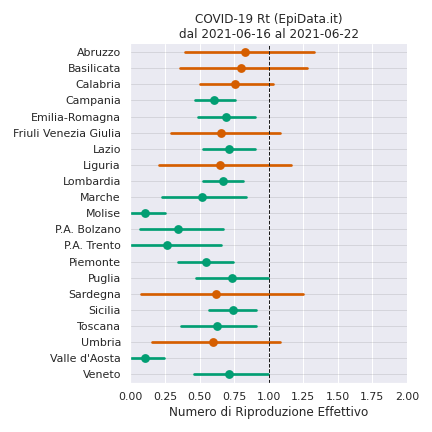 COVID-19 Rt (EpiData.it)
dal 2021-06-16 al 2021-06-22
Abruzzo
Basilicata
Calabria
Campania
Emilia-Romagna
Friuli Venezia Giulia
Lazio
Liguria
Lombardia
Marche
Molise
P.A. Bolzano
P.A. Trento
Piemonte
Puglia
Sardegna
Sicilia
Toscana
Umbria
Valle d'Aosta
Veneto
0.00 0.25 0.50 0.75 1.00 1.25 1.50 1.75 2.00
Numero di Riproduzione Effettivo